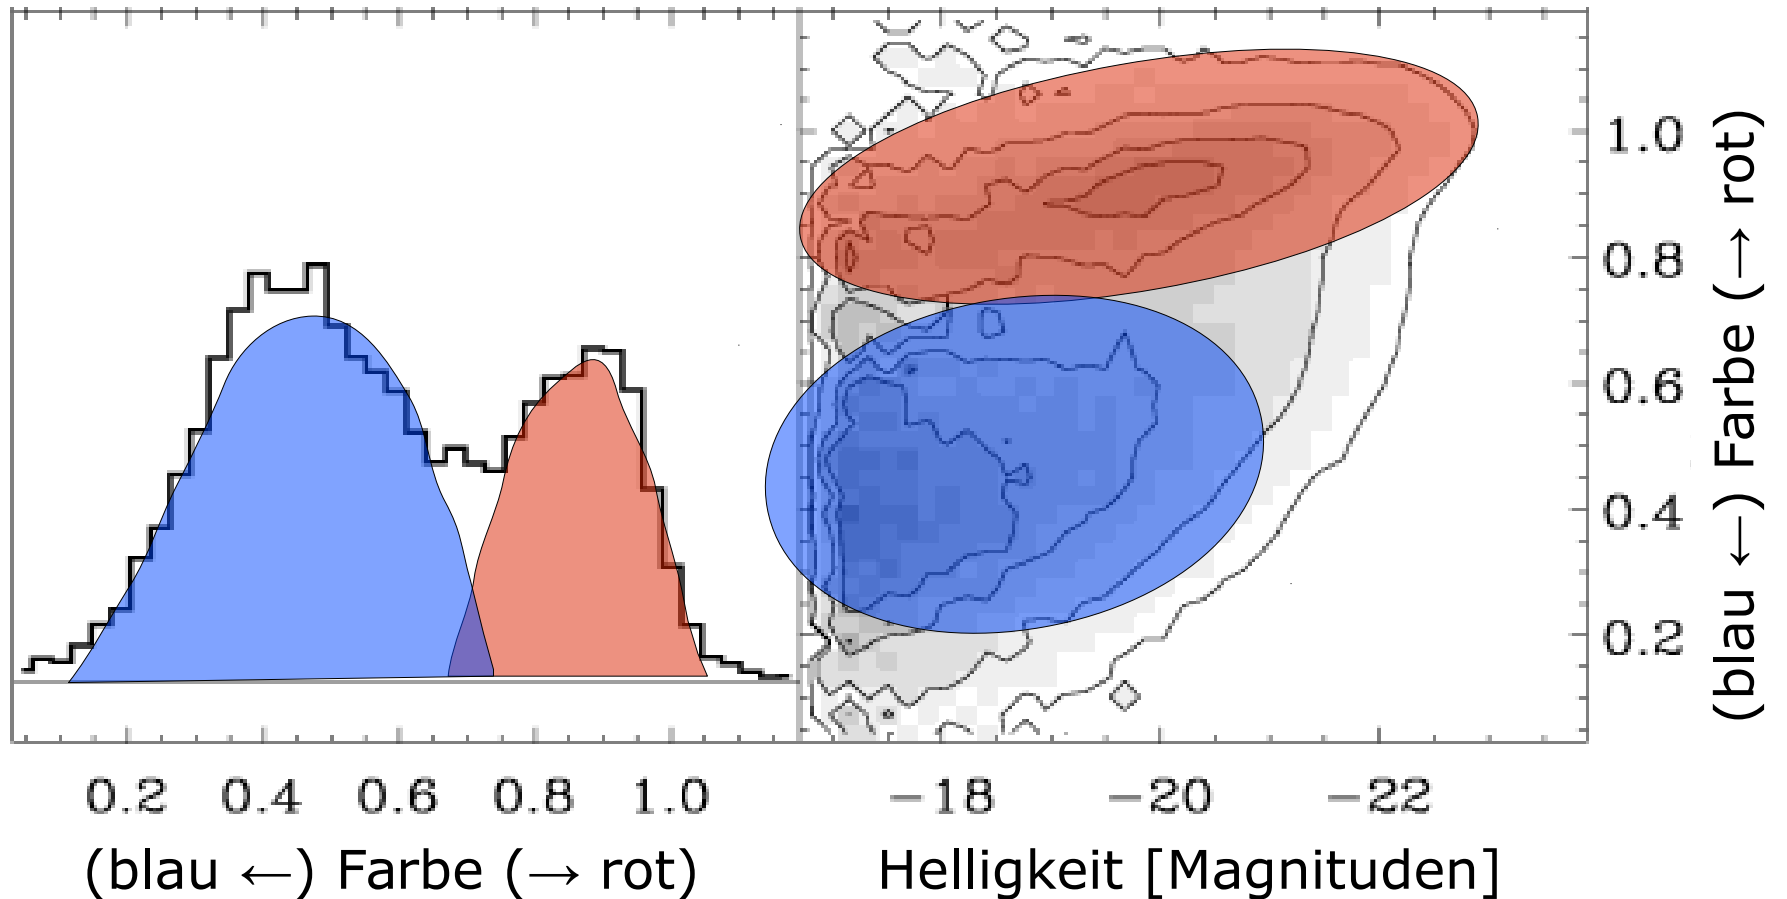 1.0
0.8
0.6
0.4
0.2
(blau ←) Farbe (→ rot)
0.2 0.4 0.6 0.8 1.0
−18 −20 −22
(blau ←) Farbe (→ rot)
Helligkeit [Magnituden]